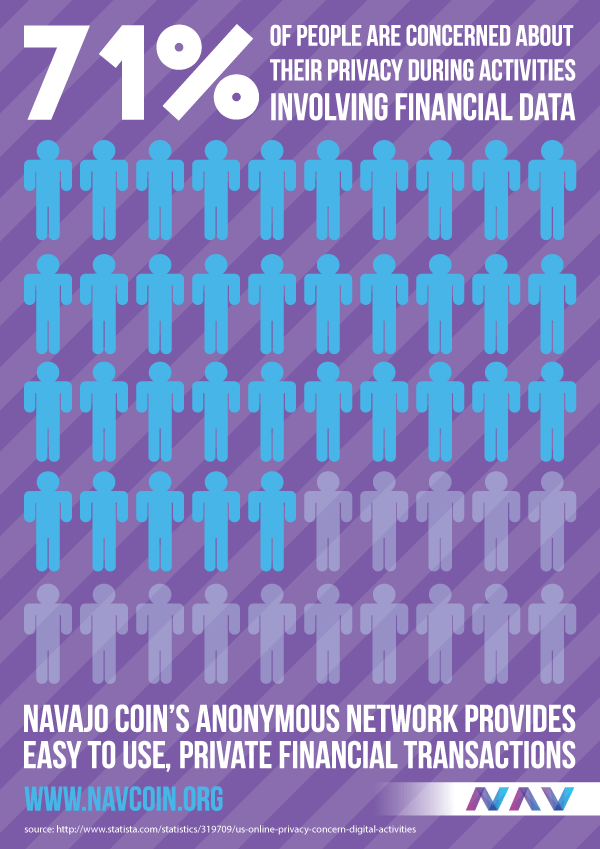 71%
OF PEOPLE ARE CONCERNED ABOUT
THEIR PRIVACY DURING ACTIVITIES
INVOLVING FINANCIAL DATA
NAVAJO COIN'S ANONYMOUS NETWORK PROVIDES
EASY TO USE, PRIVATE FINANCIAL TRANSACTIONS
WWW.NAVCOIN.ORG
NAV
source: http://www.statista.com/statistics/319709/us-online-privacy-concern-digital-activities